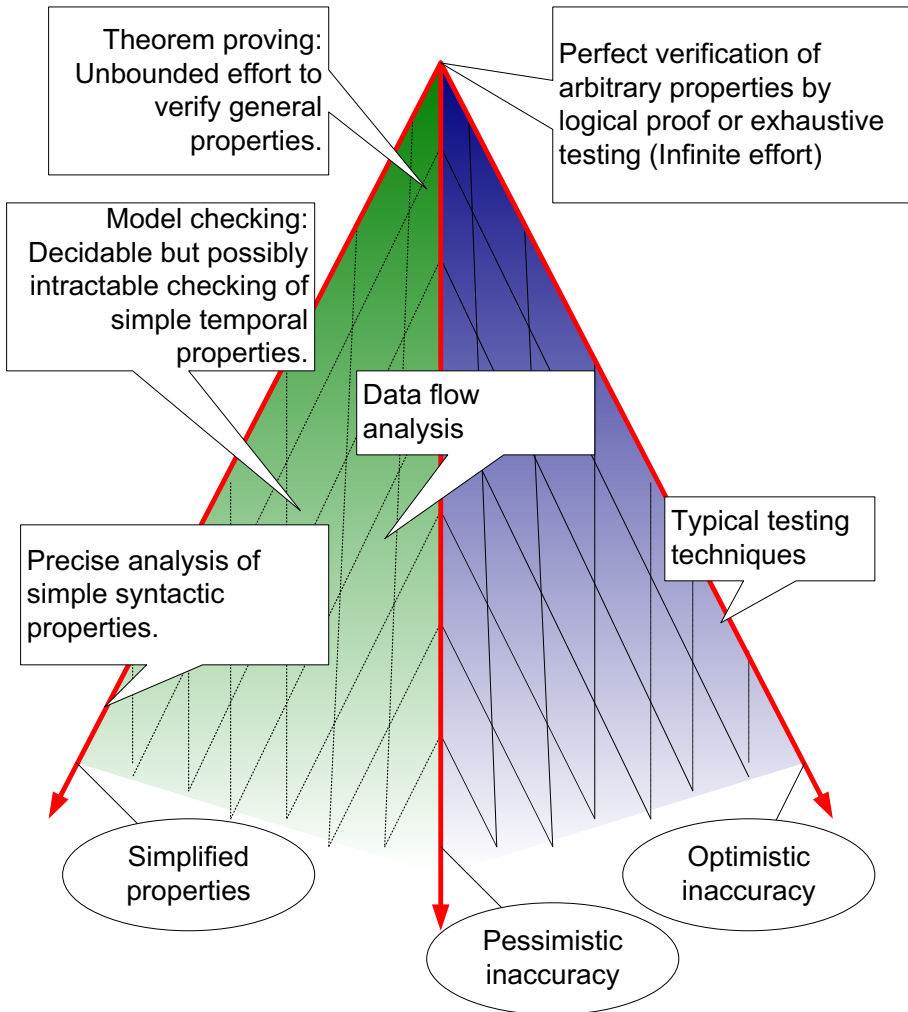 Theorem proving:
Unbounded effort to
verify general
properties.
Perfect verification of
arbitrary properties by
logical proof or exhaustive
testing (Infinite effort)
Model checking:
Decidable but possibly
intractable checking of
simple temporal
properties.
Data flow
analysis
Typical testing
techniques
Precise analysis of
simple syntactic
properties.
Simplified
properties
Optimistic
inaccuracy
Pessimistic
inaccuracy